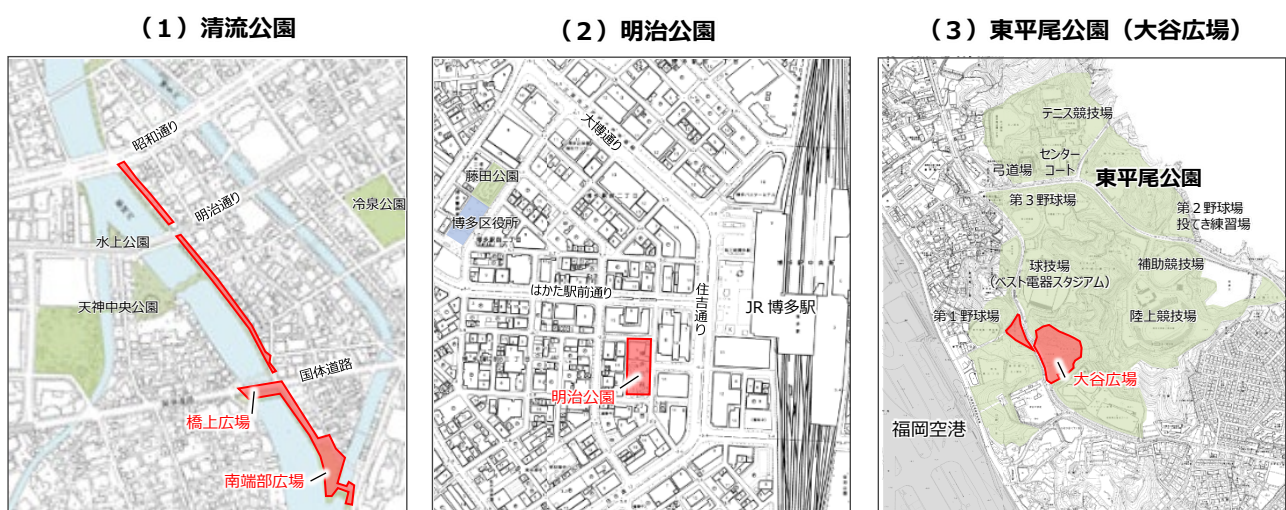 （１）清流公園
（２）明治公園
（３）東平尾公園（大谷広場）
昭和通り
明治通り
冷泉公園
水上公園
天神中央公園
国体道路
橋上広場
南端部広場
大博通り
藤田公園
博多区役所
はかた駅前通り
住吉通り
JR 博多駅
明治公園
テニス競技場
センター
コート
弓道場
東平尾公園
第３野球場
第２野球場
投てき練習場
球技場
（ベスト電器スタジアム）
補助競技場
第１野球場
陸上競技場
大谷広場
福岡空港